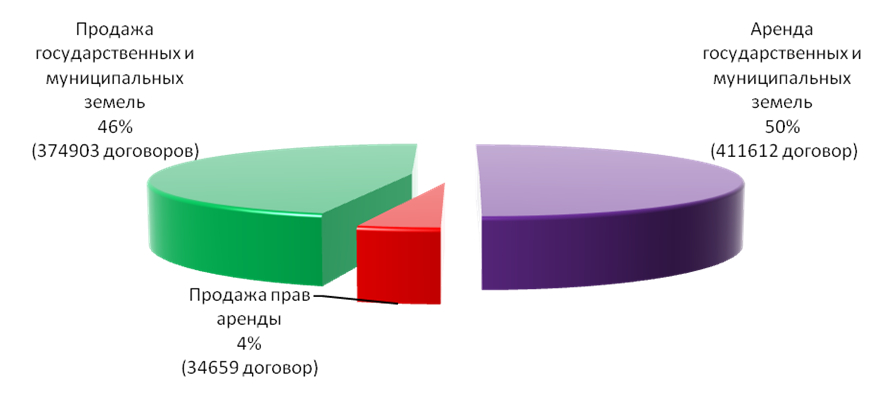 Продажа
государственных и
муниципальных
земель
46%
(374903 договоров)
Аренда
государственных и
муниципальных
земель
50%
(411612 договор)
Продажа прав
аренды
4%
(34659 договор)